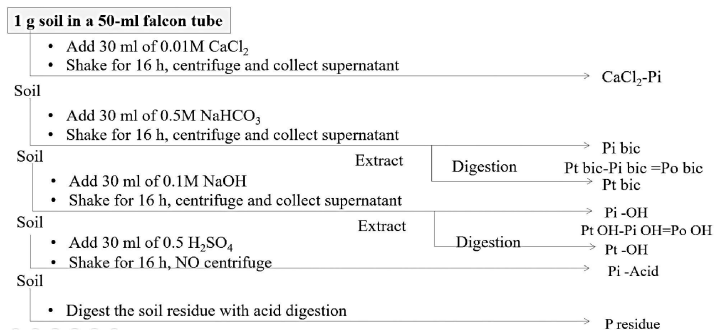 1 g soil in a 50-ml falcon tube
• Add 30 ml of 0.01M CaCl₂
• Shake for 16 h, centrifuge and collect supernatant
CaCl₂-Pi
Soil
• Add 30 ml of 0.5M NaHCO₃
• Shake for 16 h, centrifuge and collect supernatant
Pi bic
Soil
Extract
Digestion
Pt bic-Pi bic =Po bic
Pt bic
• Add 30 ml of 0.1M NaOH
• Shake for 16 h, centrifuge and collect supernatant
Pi -OH
Soil
Extract
Digestion
Pt OH-Pi OH=Po OH
Pt -OH
• Add 30 ml of 0.5 H₂SO₄
• Shake for 16 h, NO centrifuge
Pi -Acid
Soil
• Digest the soil residue with acid digestion
P residue